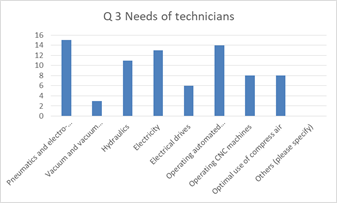 Q 3 Needs of technicians
16
14
12
10
8
6
4
2
0
Pneumatics and electro-...
Vacuum and vacuum...
Hydraulics
Electricity
Electrical drives
Operating automated...
Operating CNC machines
Optimal use of compress air
Others (please specify)